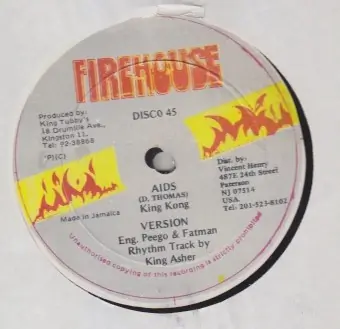 FIREHOUSE
DISCO 45
Produced by:
King Tubby's
18 Drumille Ave.,
Kingston 11,
Tel: 92-38868
(P)(C)
Dist. by:
Vincent Henry
487E 24th Street
Paterson
NJ 07514
USA.
Tel: 201-523-8102
Made in Jamaica
AIDS
(D. THOMAS)
King Kong
VERSION
Eng. Peego & Fatman
Rhythm Track by
King Asher
Unauthorised copying of this recording is strictly prohibited